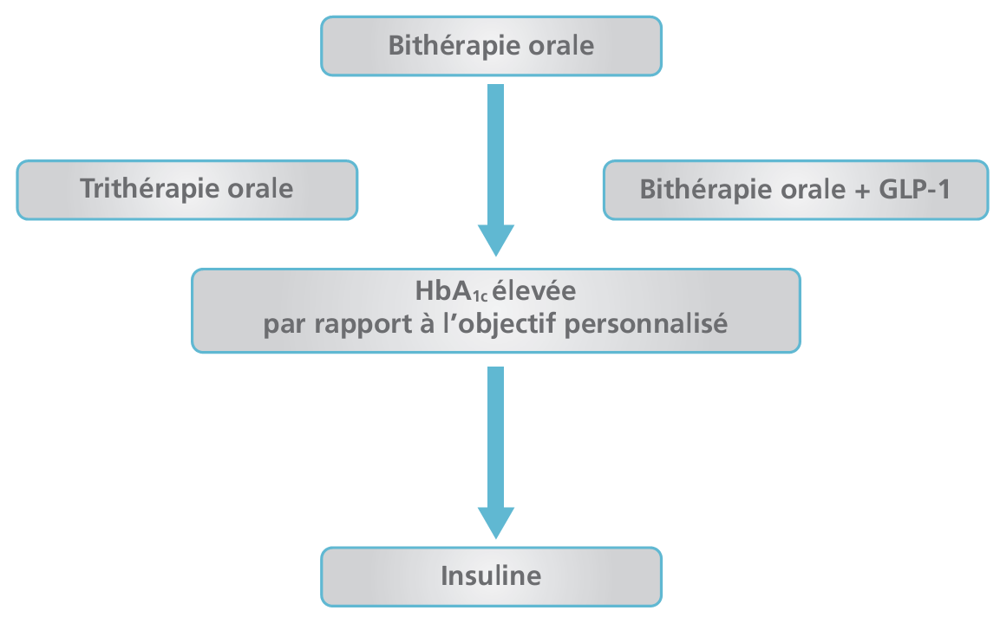 Bithérapie orale
Trithérapie orale
Bithérapie orale + GLP-1
HbA1c élevée
par rapport à l’objectif personnalisé
Insuline